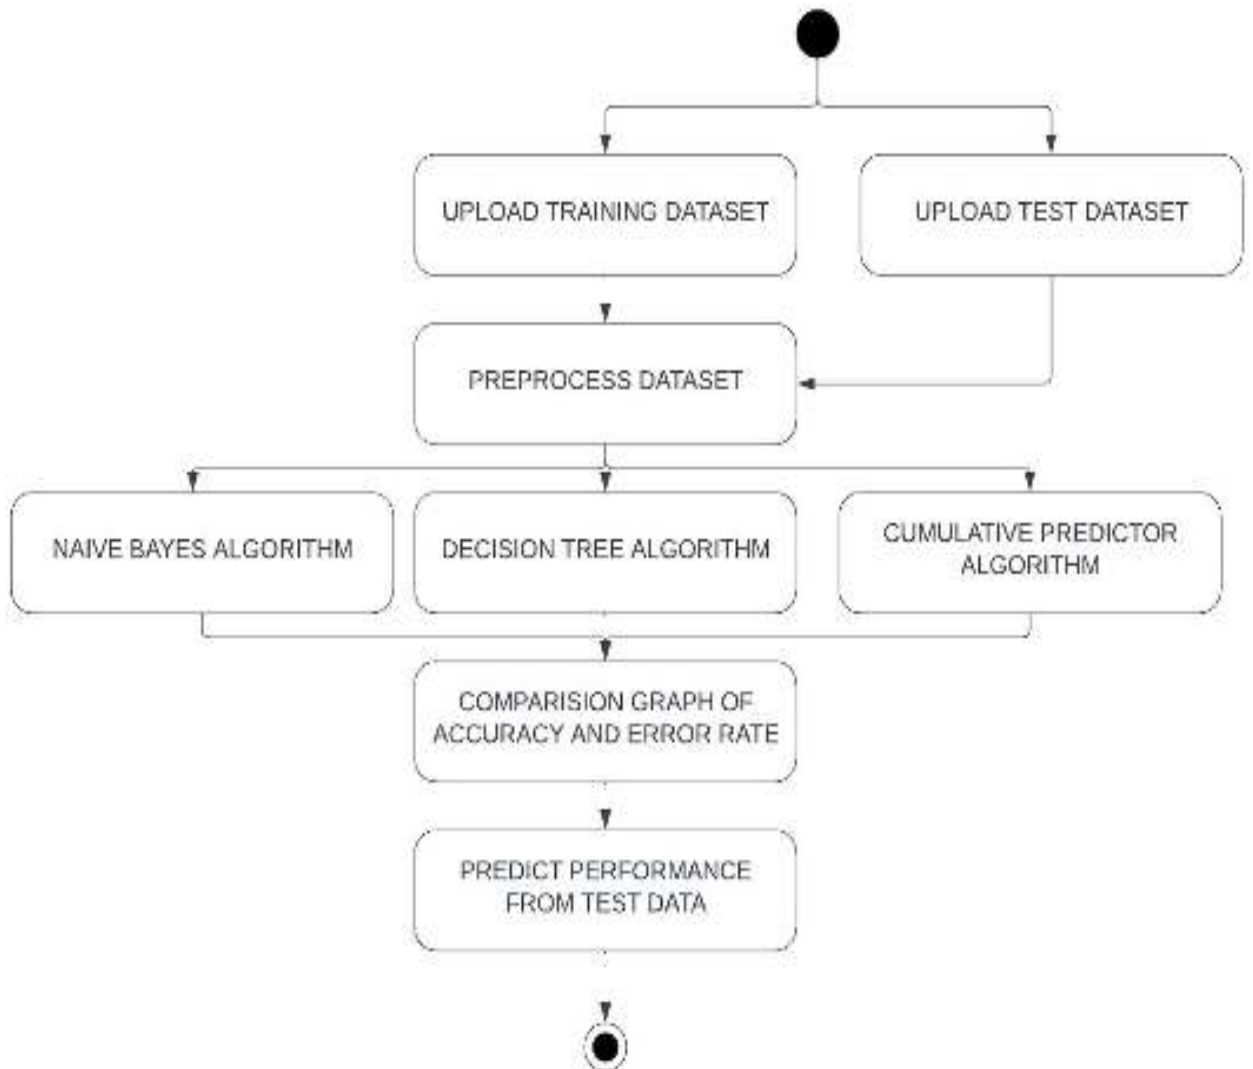 UPLOAD TRAINING DATASET
UPLOAD TEST DATASET
PREPROCESS DATASET
NAIVE BAYES ALGORITHM
DECISION TREE ALGORITHM
CUMULATIVE PREDICTOR
ALGORITHM
COMPARISION GRAPH OF
ACCURACY AND ERROR RATE
PREDICT PERFORMANCE
FROM TEST DATA